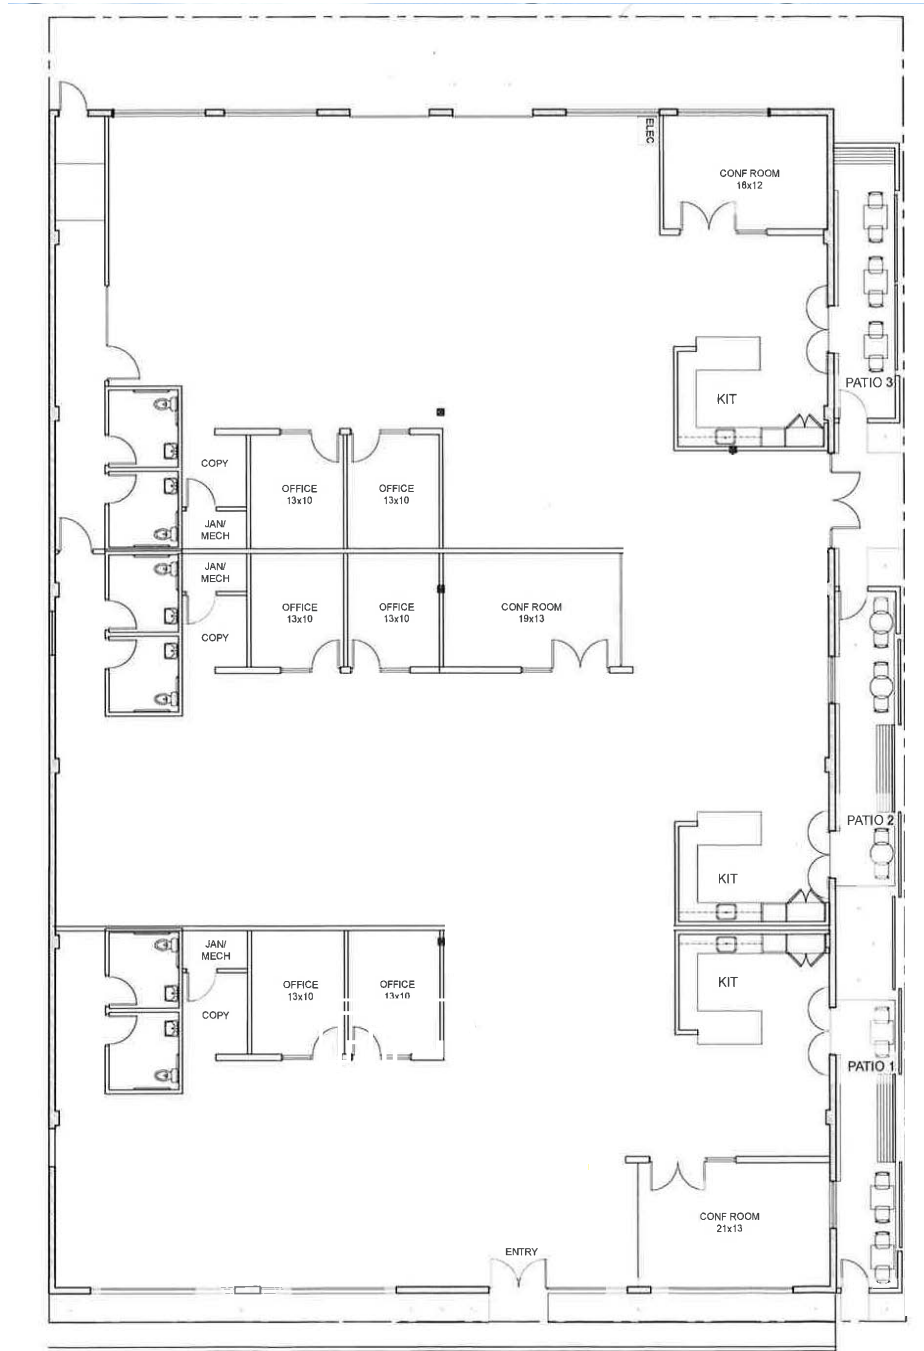 ELEC
CONF ROOM
16x12
PATIO 3
KIT
COPY
OFFICE
13x10
OFFICE
13x10
JAN/
MECH
JAN/
MECH
OFFICE
13x10
OFFICE
13x10
CONF ROOM
19x13
COPY
PATIO 2
KIT
JAN/
MECH
OFFICE
13x10
OFFICE
13x10
KIT
COPY
PATIO 1
CONF ROOM
21x13
ENTRY